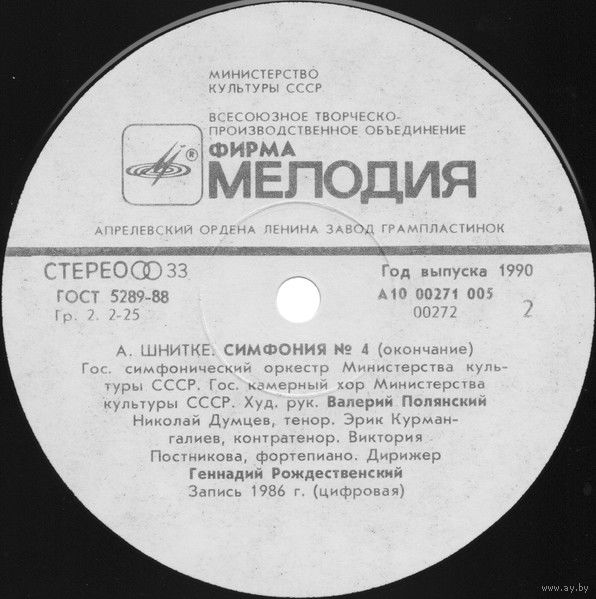 МИНИСТЕРСТВО
КУЛЬТУРЫ СССР
ВСЕСОЮЗНОЕ ТВОРЧЕСКО-
ПРОИЗВОДСТВЕННОЕ ОБЪЕДИНЕНИЕ
®
ФИРМА
МЕЛОДИЯ
АПРЕЛЕВСКИЙ ОРДЕНА ЛЕНИНА ЗАВОД ГРАМПЛАСТИНОК
СТЕРЕО 33
Год выпуска 1990
ГОСТ 5289-88
А10 00271 005
Гр. 2. 2-25
00272
2
А. ШНИТКЕ. СИМФОНИЯ № 4 (окончание)
Гос. симфонический оркестр Министерства куль-
туры СССР. Гос. камерный хор Министерства
культуры СССР. Худ. рук. Валерий Полянский
Николай Думцев, тенор. Эрик Курман-
галиев, контратенор. Виктория
Постникова, фортепиано. Дирижер
Геннадий Рождественский
Запись 1986 г. (цифровая)
www.ay.by